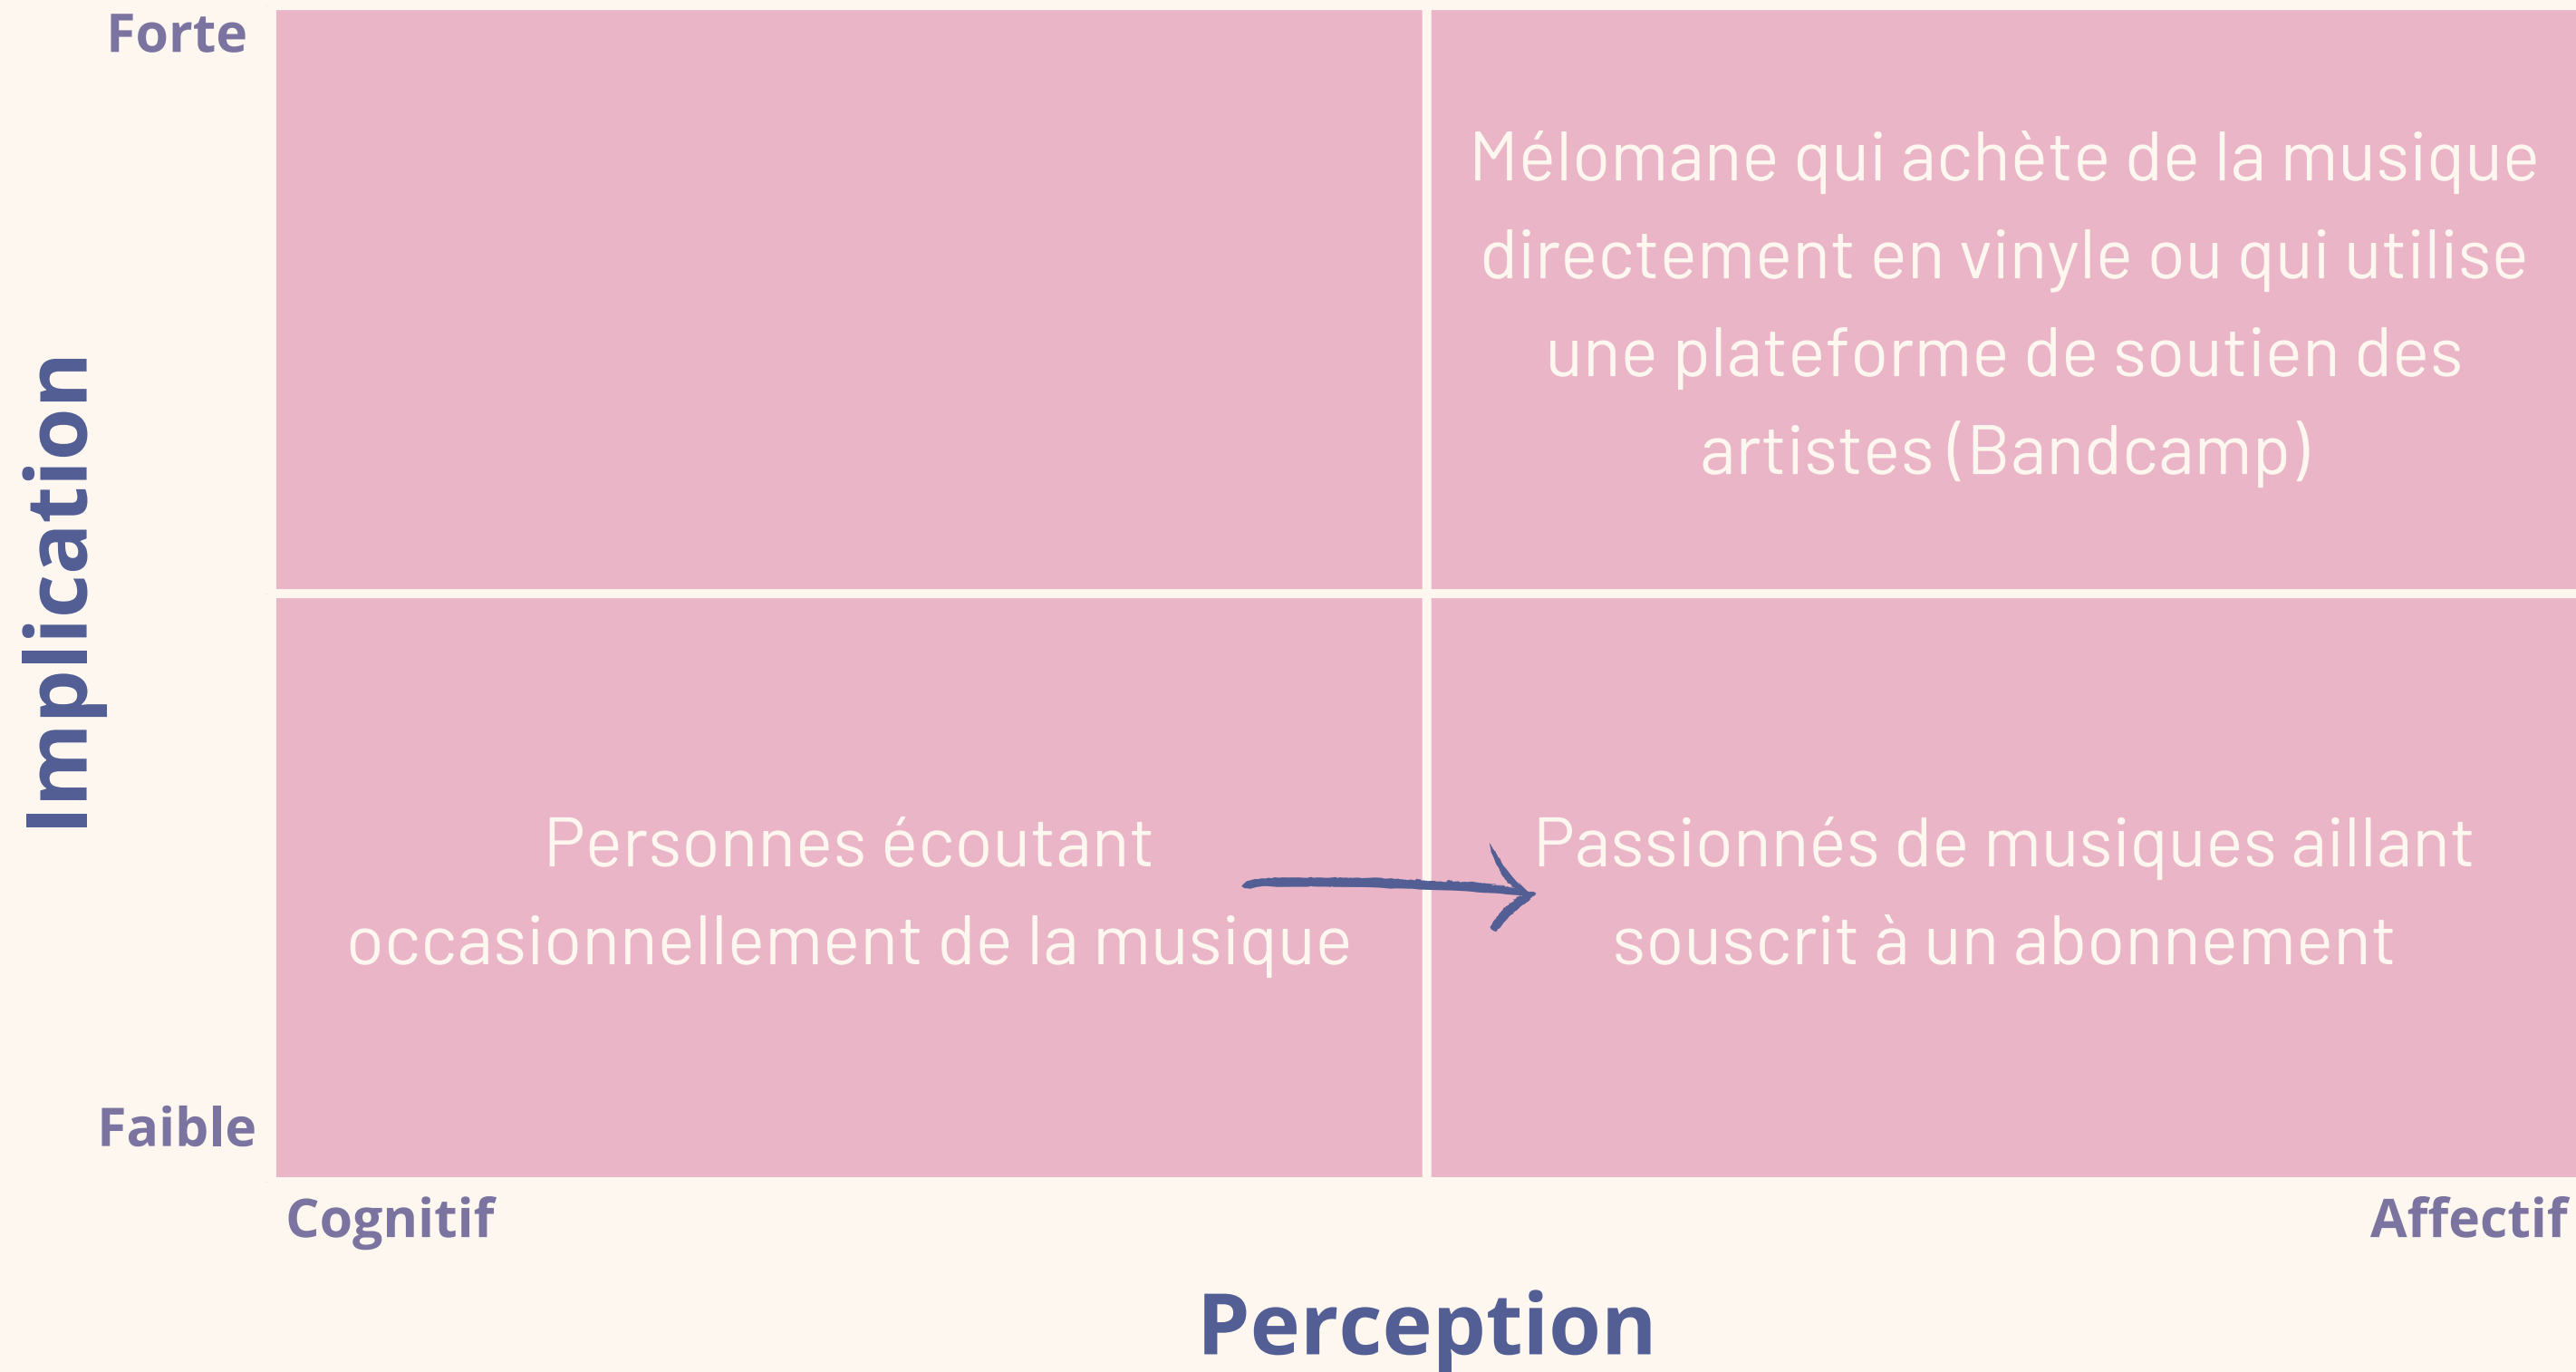 Forte
Mélomane qui achète de la musique
directement en vinyle ou qui utilise
une plateforme de soutien des
artistes (Bandcamp)
Implication
Personnes écoutant
occasionnellement de la musique
Passionnés de musiques aillant
souscrit à un abonnement
Faible
Cognitif
Affectif
Perception